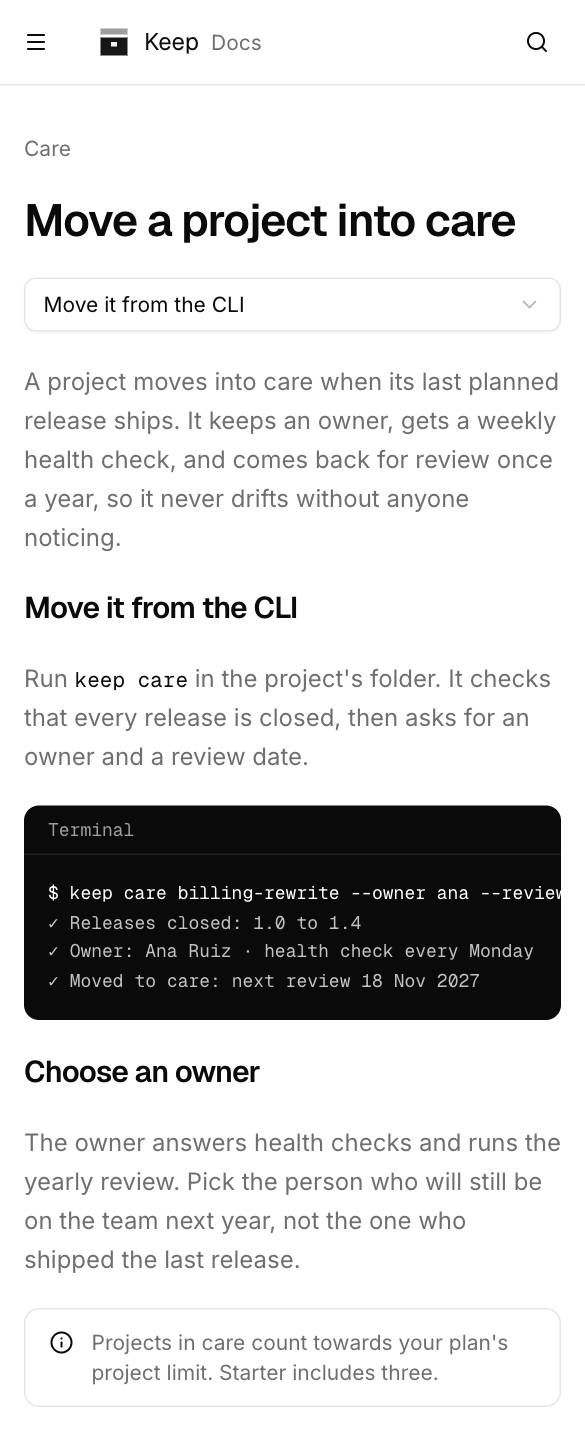 Keep Docs
Care
Move a project into care
Move it from the CLI
A project moves into care when its last planned
release ships. It keeps an owner, gets a weekly
health check, and comes back for review once
a year, so it never drifts without anyone
noticing.
Move it from the CLI
Run keep care in the project's folder. It checks
that every release is closed, then asks for an
owner and a review date.
Terminal
$ keep care billing-rewrite --owner ana --review
✓ Releases closed: 1.0 to 1.4
✓ Owner: Ana Ruiz · health check every Monday
✓ Moved to care: next review 18 Nov 2027
Choose an owner
The owner answers health checks and runs the
yearly review. Pick the person who will still be
on the team next year, not the one who
shipped the last release.
Projects in care count towards your plan's
project limit. Starter includes three.